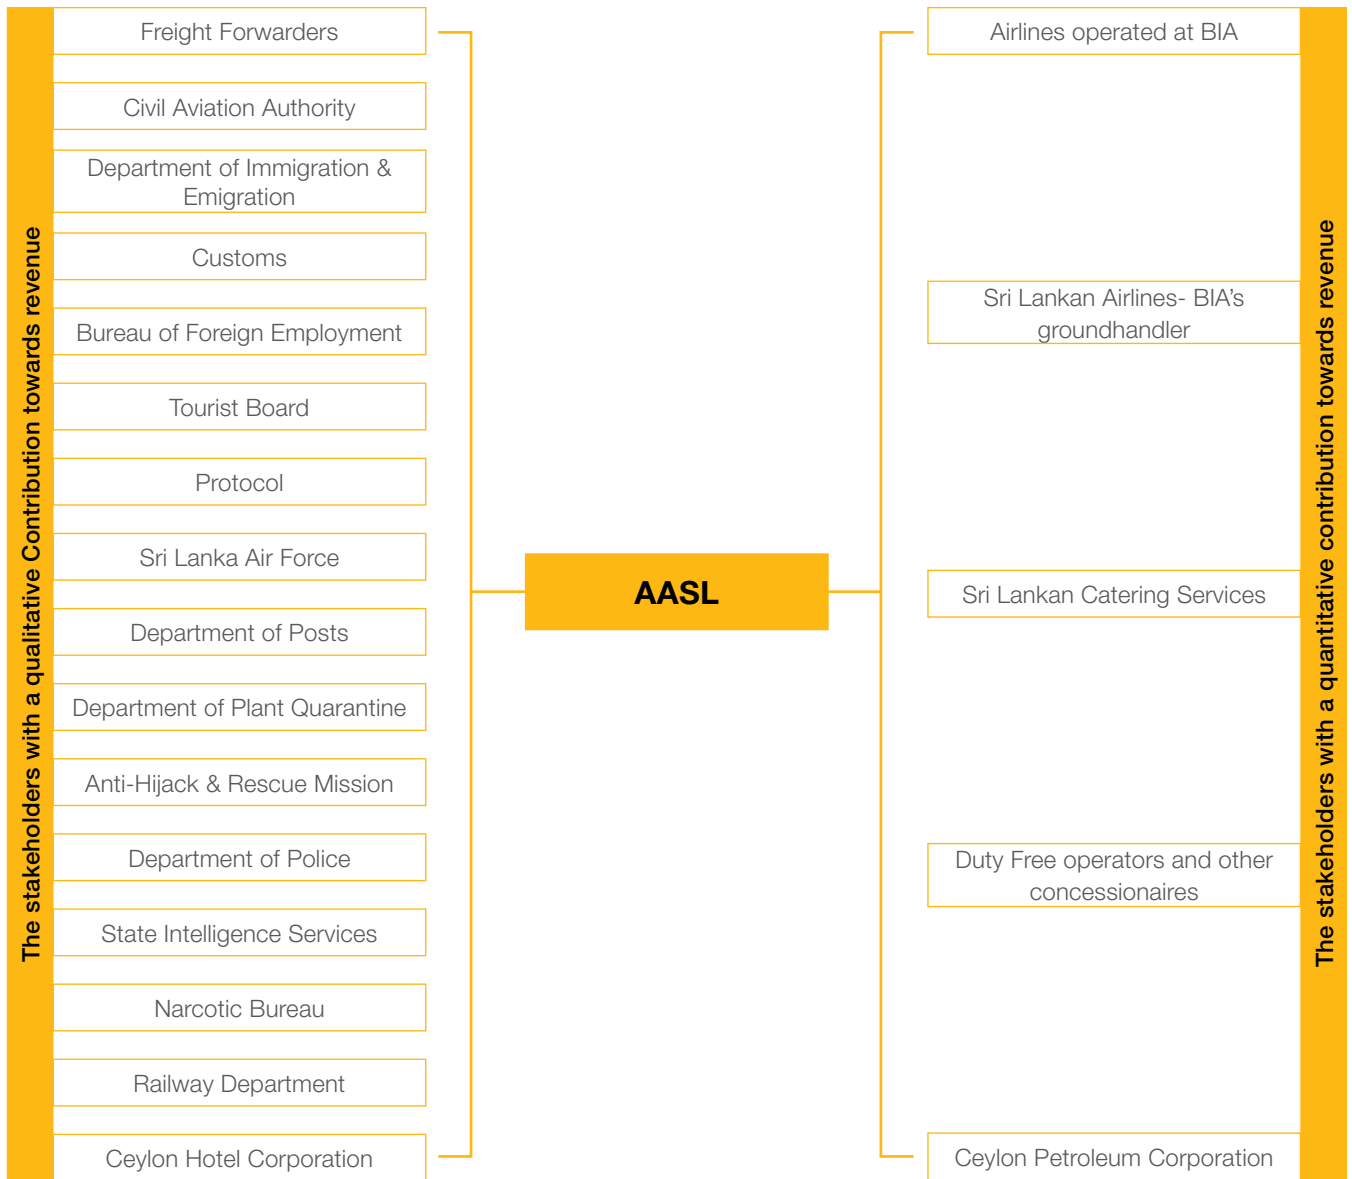 The stakeholders with a qualitative Contribution towards revenue
Freight Forwarders
Civil Aviation Authority
Department of Immigration &
Emigration
Customs
Bureau of Foreign Employment
Tourist Board
Protocol
Sri Lanka Air Force
Department of Posts
Department of Plant Quarantine
Anti-Hijack & Rescue Mission
Department of Police
State Intelligence Services
Narcotic Bureau
Railway Department
Ceylon Hotel Corporation
AASL
Airlines operated at BIA
Sri Lankan Airlines- BIA’s
groundhandler
Sri Lankan Catering Services
Duty Free operators and other
concessionaires
Ceylon Petroleum Corporation
The stakeholders with a quantitative contribution towards revenue